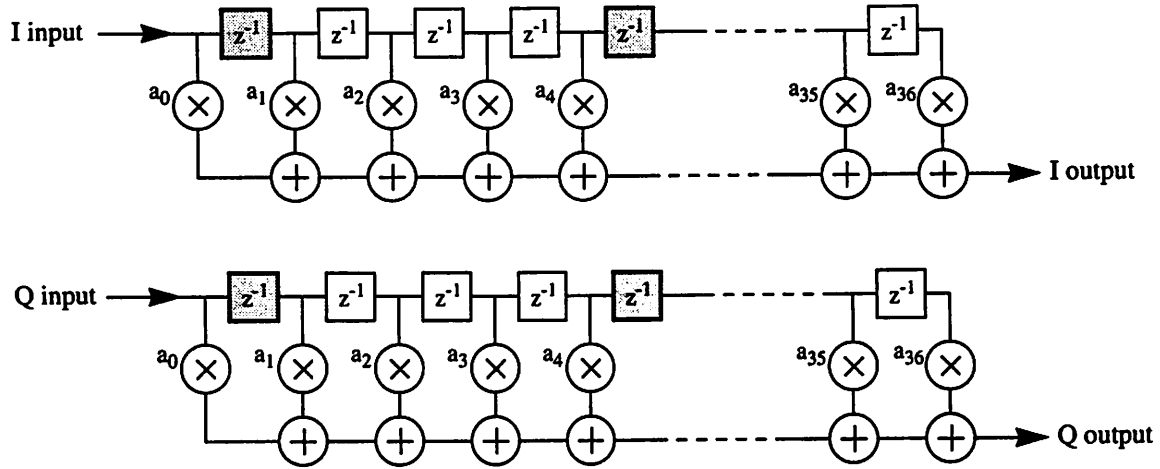 I input z⁻¹ z⁻¹ z⁻¹ z⁻¹ z⁻¹ z⁻¹
a₀ a₁ a₂ a₃ a₄ a₃₅ a₃₆
I output
Q input z⁻¹ z⁻¹ z⁻¹ z⁻¹ z⁻¹ z⁻¹
a₀ a₁ a₂ a₃ a₄ a₃₅ a₃₆
Q output